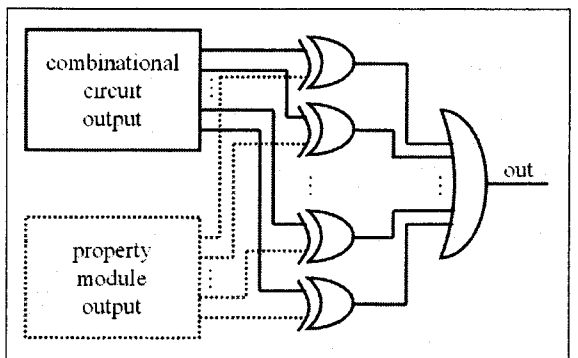 combinational
circuit
output
out
property
module
output